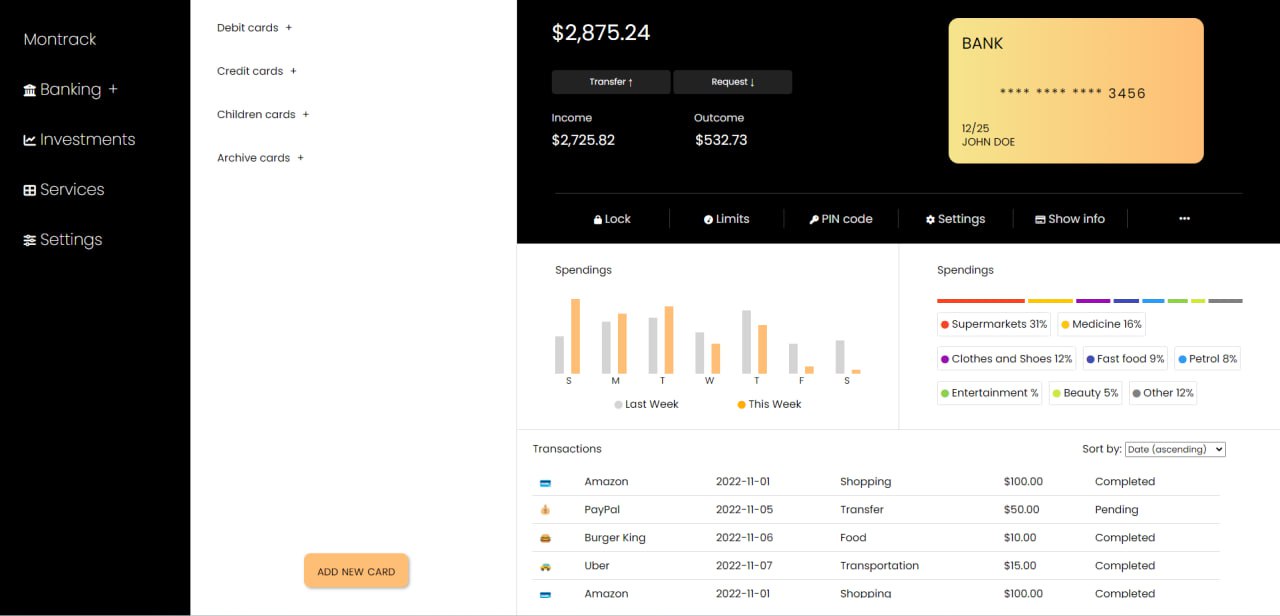 Montrack
Banking +
Investments
Services
Settings
Debit cards +
Credit cards +
Children cards +
Archive cards +
ADD NEW CARD
$2,875.24
Transfer ↑ Request ↓
Income Outcome
$2,725.82 $532.73
BANK
**** **** **** 3456
12/25
JOHN DOE
Lock Limits PIN code Settings Show info •••
Spendings
S M T W T F S
Last Week This Week
Spendings
Supermarkets 31% Medicine 16%
Clothes and Shoes 12% Fast food 9% Petrol 8%
Entertainment % Beauty 5% Other 12%
Transactions Sort by: Date (ascending)
Amazon 2022-11-01 Shopping $100.00 Completed
PayPal 2022-11-05 Transfer $50.00 Pending
Burger King 2022-11-06 Food $10.00 Completed
Uber 2022-11-07 Transportation $15.00 Completed
Amazon 2022-11-01 Shopping $100.00 Completed